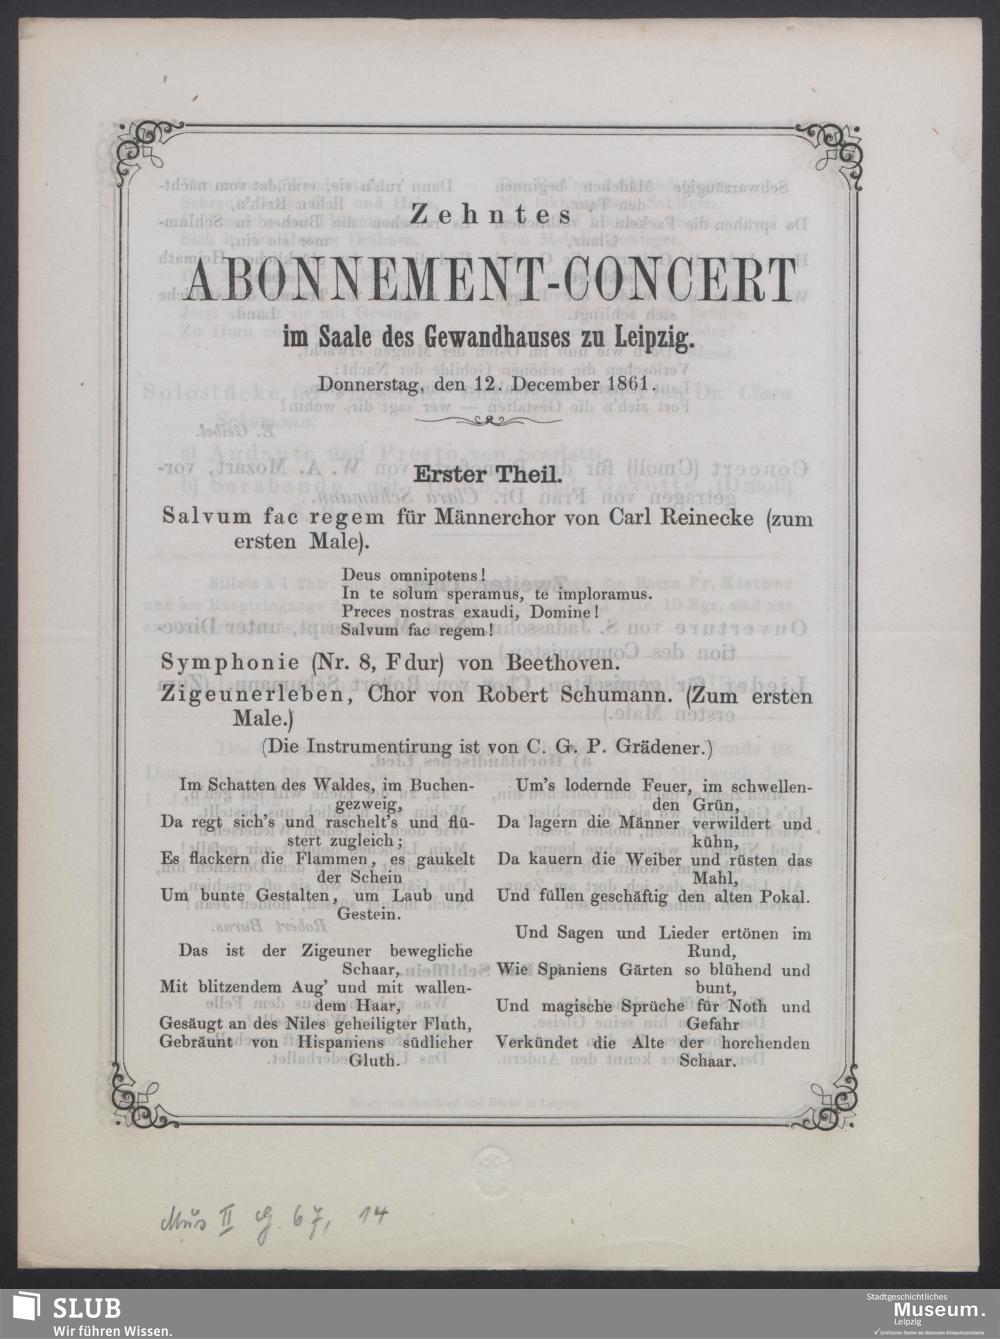 Zehntes
ABONNEMENT-CONCERT
im Saale des Gewandhauses zu Leipzig.
Donnerstag, den 12. December 1861.
Erster Theil.
Salvum fac regem für Männerchor von Carl Reinecke (zum
ersten Male).
Deus omnipotens!
In te solum speramus, te imploramus.
Preces nostras exaudi, Domine!
Salvum fac regem!
Symphonie (Nr. 8, Fdur) von Beethoven.
Zigeunerleben, Chor von Robert Schumann. (Zum ersten
Male.)
(Die Instrumentirung ist von C. G. P. Grädener.)
Im Schatten des Waldes, im Buchen-
gezweig,
Da regt sich's und raschelt's und flü-
stert zugleich;
Es flackern die Flammen, es gaukelt
der Schein
Um bunte Gestalten, um Laub und
Gestein.
Das ist der Zigeuner bewegliche
Schaar,
Mit blitzendem Aug' und mit wallen-
dem Haar,
Gesäugt an des Niles geheiligter Fluth,
Gebräunt von Hispaniens südlicher
Gluth.
Um's lodernde Feuer, im schwellen-
den Grün,
Da lagern die Männer verwildert und
kühn,
Da kauern die Weiber und rüsten das
Mahl,
Und füllen geschäftig den alten Pokal.
Und Sagen und Lieder ertönen im
Rund,
Wie Spaniens Gärten so blühend und
bunt,
Und magische Sprüche für Noth und
Gefahr
Verkündet die Alte der horchenden
Schaar.
Mus II 67, 14
SLUB
Wir führen Wissen.
Stadtgeschichtliches
Museum.
Leipzig
Zertifizierter Partner der Nationalen Klimaschutzinitiative